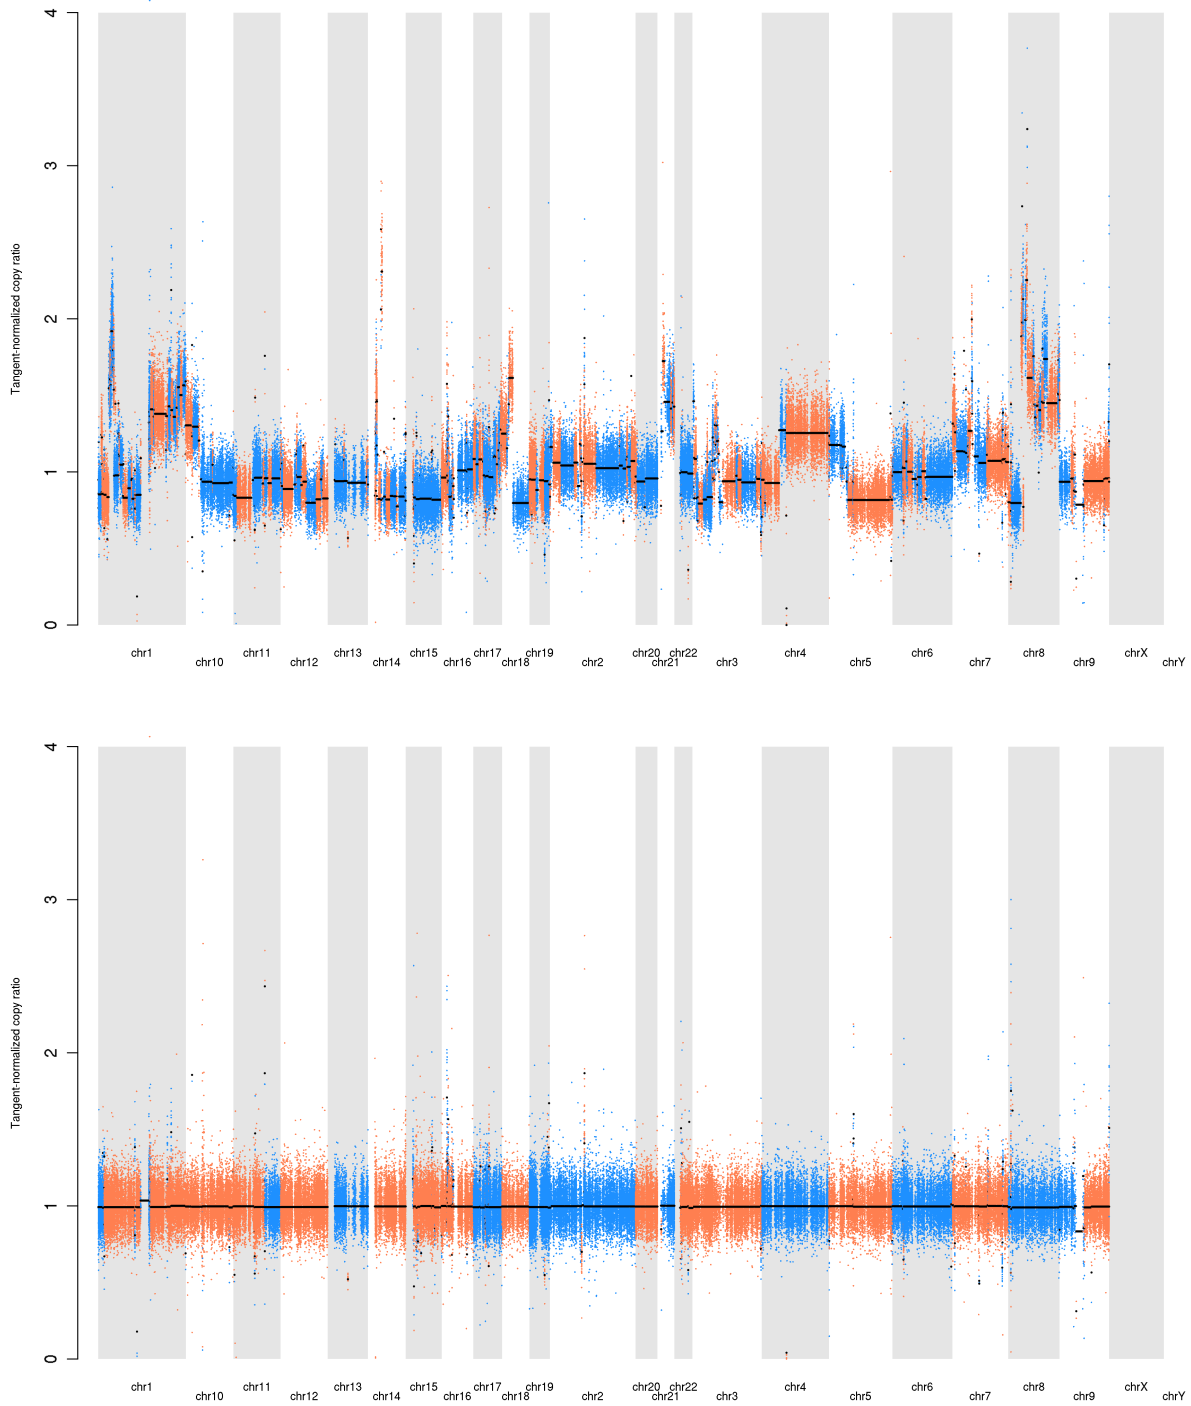 4
3
2
1
0
Tangent-normalized copy ratio
chr1 chr11 chr13 chr15 chr17 chr19 chr20 chr22 chr4 chr6 chr8 chrX
chr10 chr12 chr14 chr16 chr18 chr2 chr21 chr3 chr5 chr7 chr9 chrY
4
3
2
1
0
Tangent-normalized copy ratio
chr1 chr11 chr13 chr15 chr17 chr19 chr20 chr22 chr4 chr6 chr8 chrX
chr10 chr12 chr14 chr16 chr18 chr2 chr21 chr3 chr5 chr7 chr9 chrY